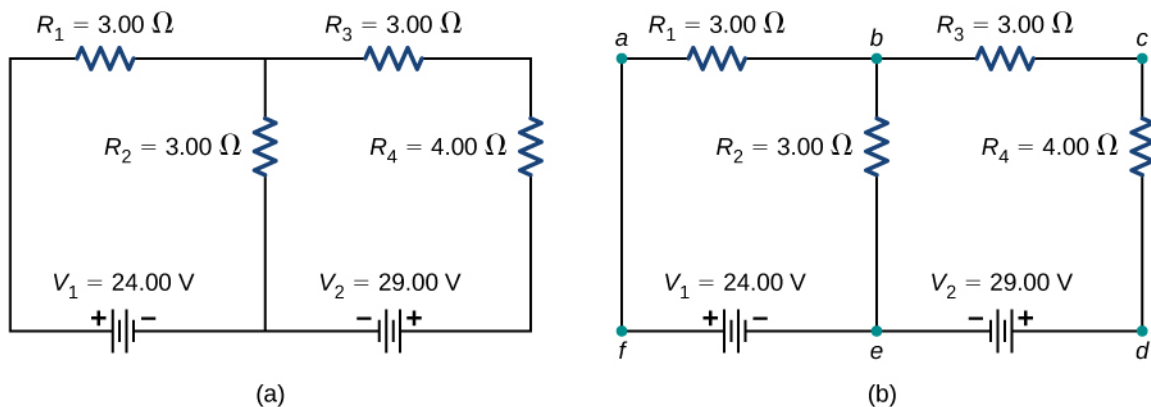 R1 = 3.00 Ω
R3 = 3.00 Ω
R2 = 3.00 Ω
R4 = 4.00 Ω
V1 = 24.00 V
V2 = 29.00 V
+ −
− +
(a)
a
R1 = 3.00 Ω
b
R3 = 3.00 Ω
c
R2 = 3.00 Ω
R4 = 4.00 Ω
V1 = 24.00 V
V2 = 29.00 V
+ −
− +
f
e
d
(b)